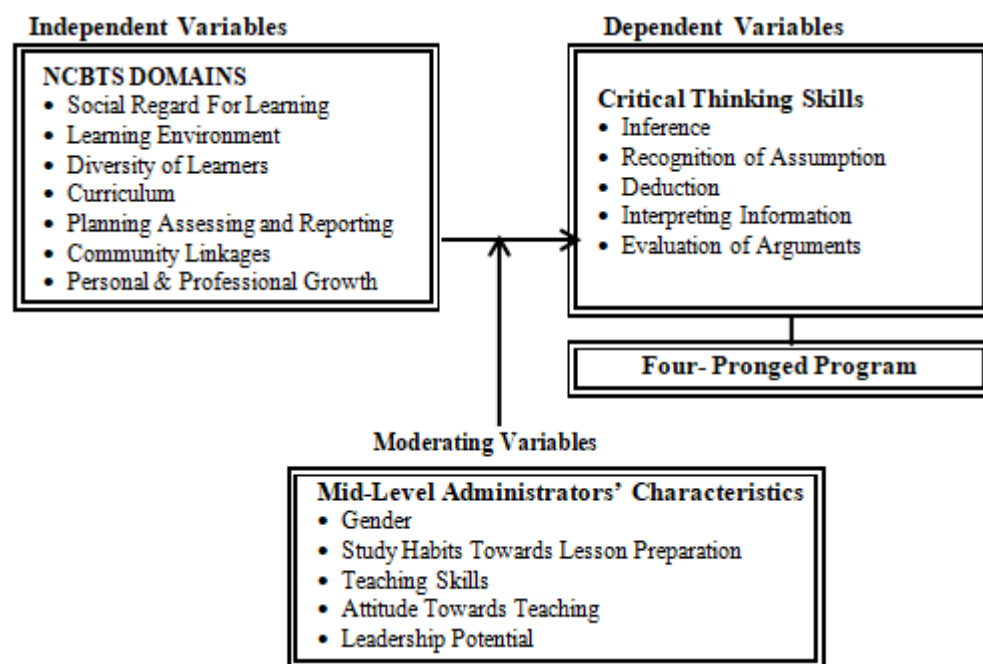 Independent Variables
NCBTS DOMAINS
• Social Regard For Learning
• Learning Environment
• Diversity of Learners
• Curriculum
• Planning Assessing and Reporting
• Community Linkages
• Personal & Professional Growth
Dependent Variables
Critical Thinking Skills
• Inference
• Recognition of Assumption
• Deduction
• Interpreting Information
• Evaluation of Arguments
Four- Pronged Program
Moderating Variables
Mid-Level Administrators’ Characteristics
• Gender
• Study Habits Towards Lesson Preparation
• Teaching Skills
• Attitude Towards Teaching
• Leadership Potential